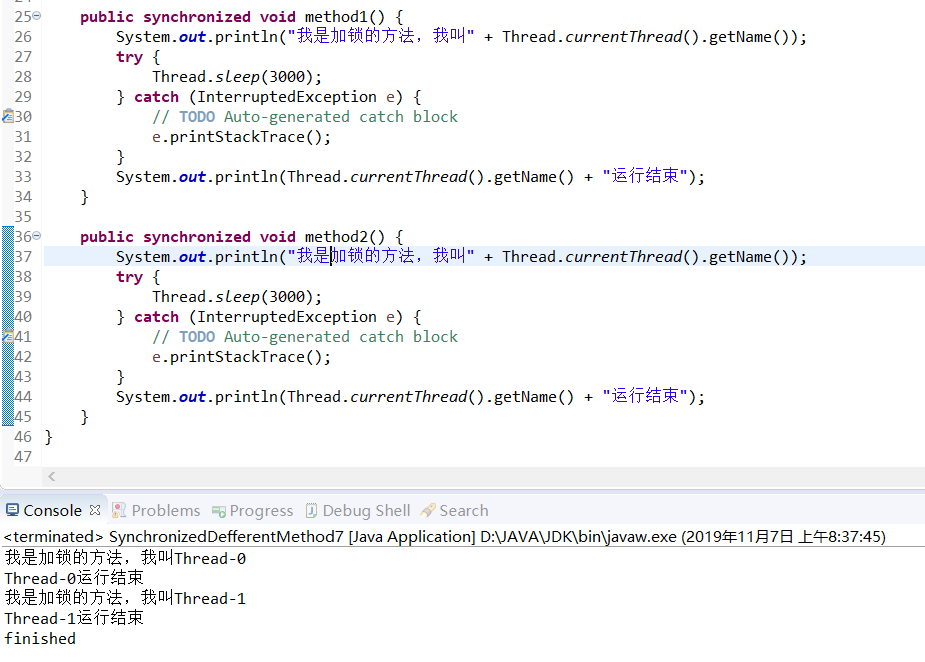 25 public synchronized void method1() {
26 System.out.println("我是加锁的方法，我叫" + Thread.currentThread().getName());
27 try {
28 Thread.sleep(3000);
29 } catch (InterruptedException e) {
30 // TODO Auto-generated catch block
31 e.printStackTrace();
32 }
33 System.out.println(Thread.currentThread().getName() + "运行结束");
34 }
35
36 public synchronized void method2() {
37 System.out.println("我是加锁的方法，我叫" + Thread.currentThread().getName());
38 try {
39 Thread.sleep(3000);
40 } catch (InterruptedException e) {
41 // TODO Auto-generated catch block
42 e.printStackTrace();
43 }
44 System.out.println(Thread.currentThread().getName() + "运行结束");
45 }
46 }
47
Console Problems Progress Debug Shell Search
<terminated> SynchronizedDefferentMethod7 [Java Application] D:\JAVA\JDK\bin\javaw.exe (2019年11月7日 上午8:37:45)
我是加锁的方法，我叫Thread-0
Thread-0运行结束
我是加锁的方法，我叫Thread-1
Thread-1运行结束
finished